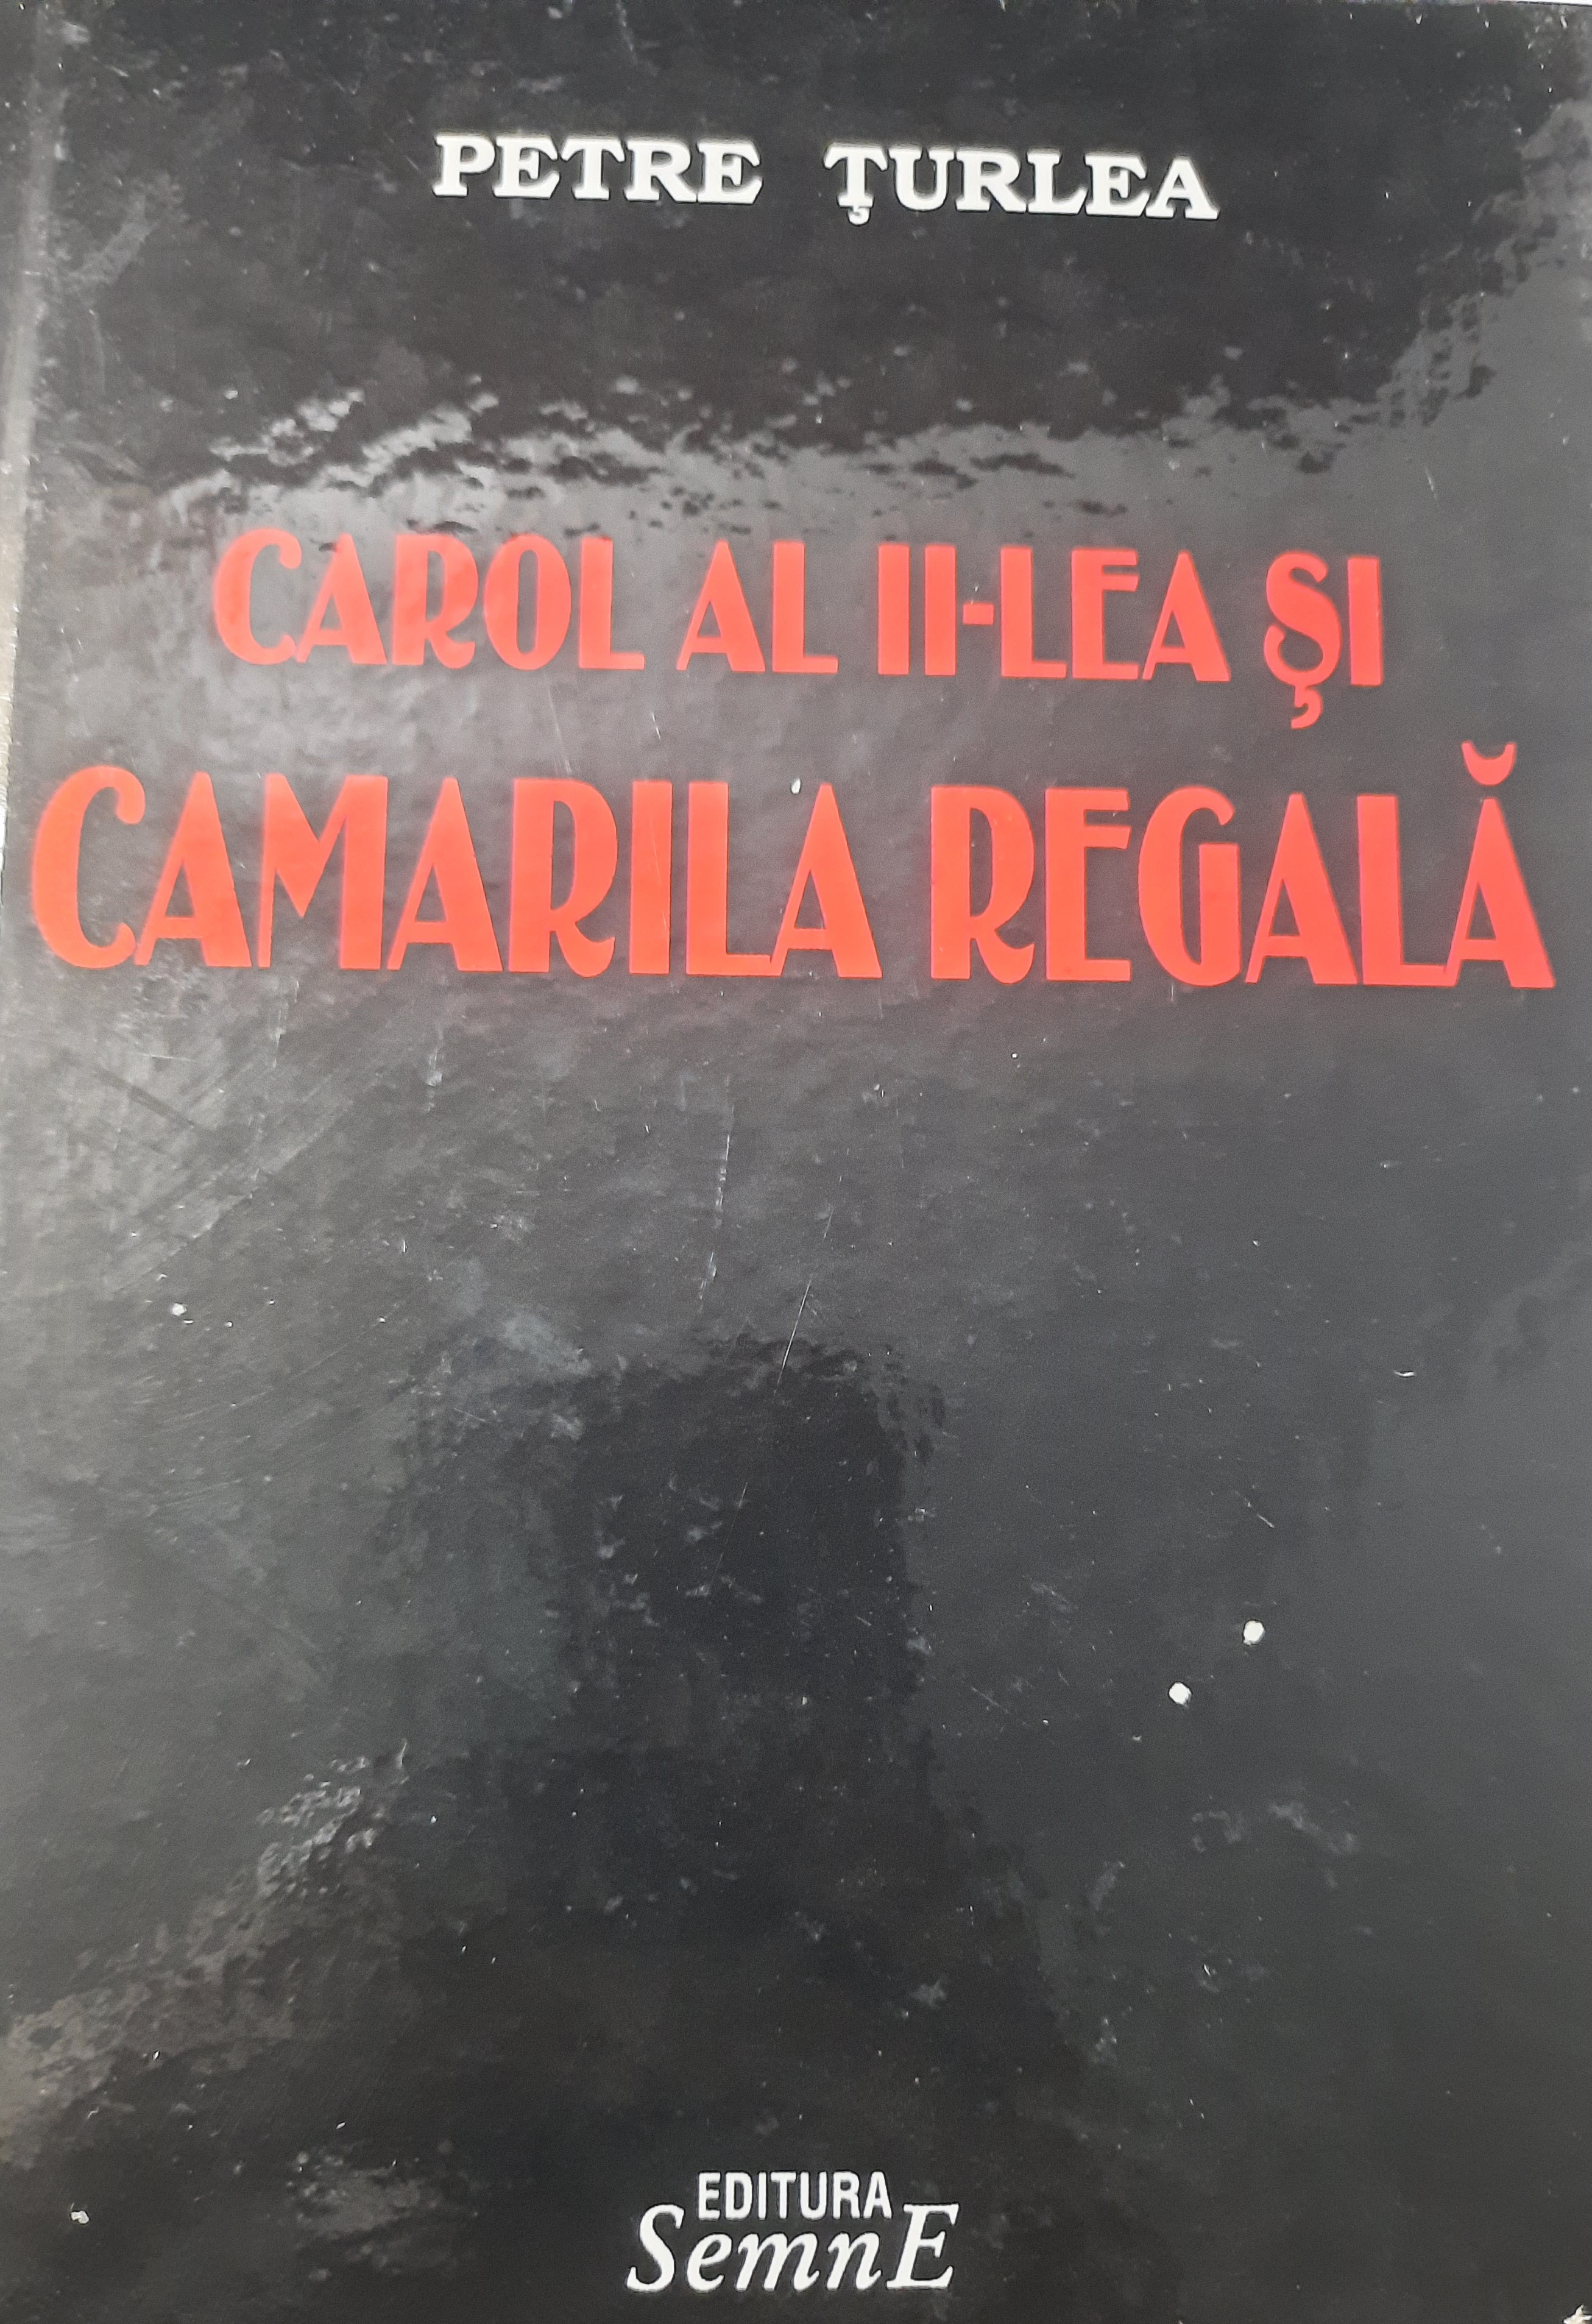 PETRE ŢURLEA
CAROL AL II-LEA ŞI
CAMARILA REGALĂ
EDITURA
SemnE